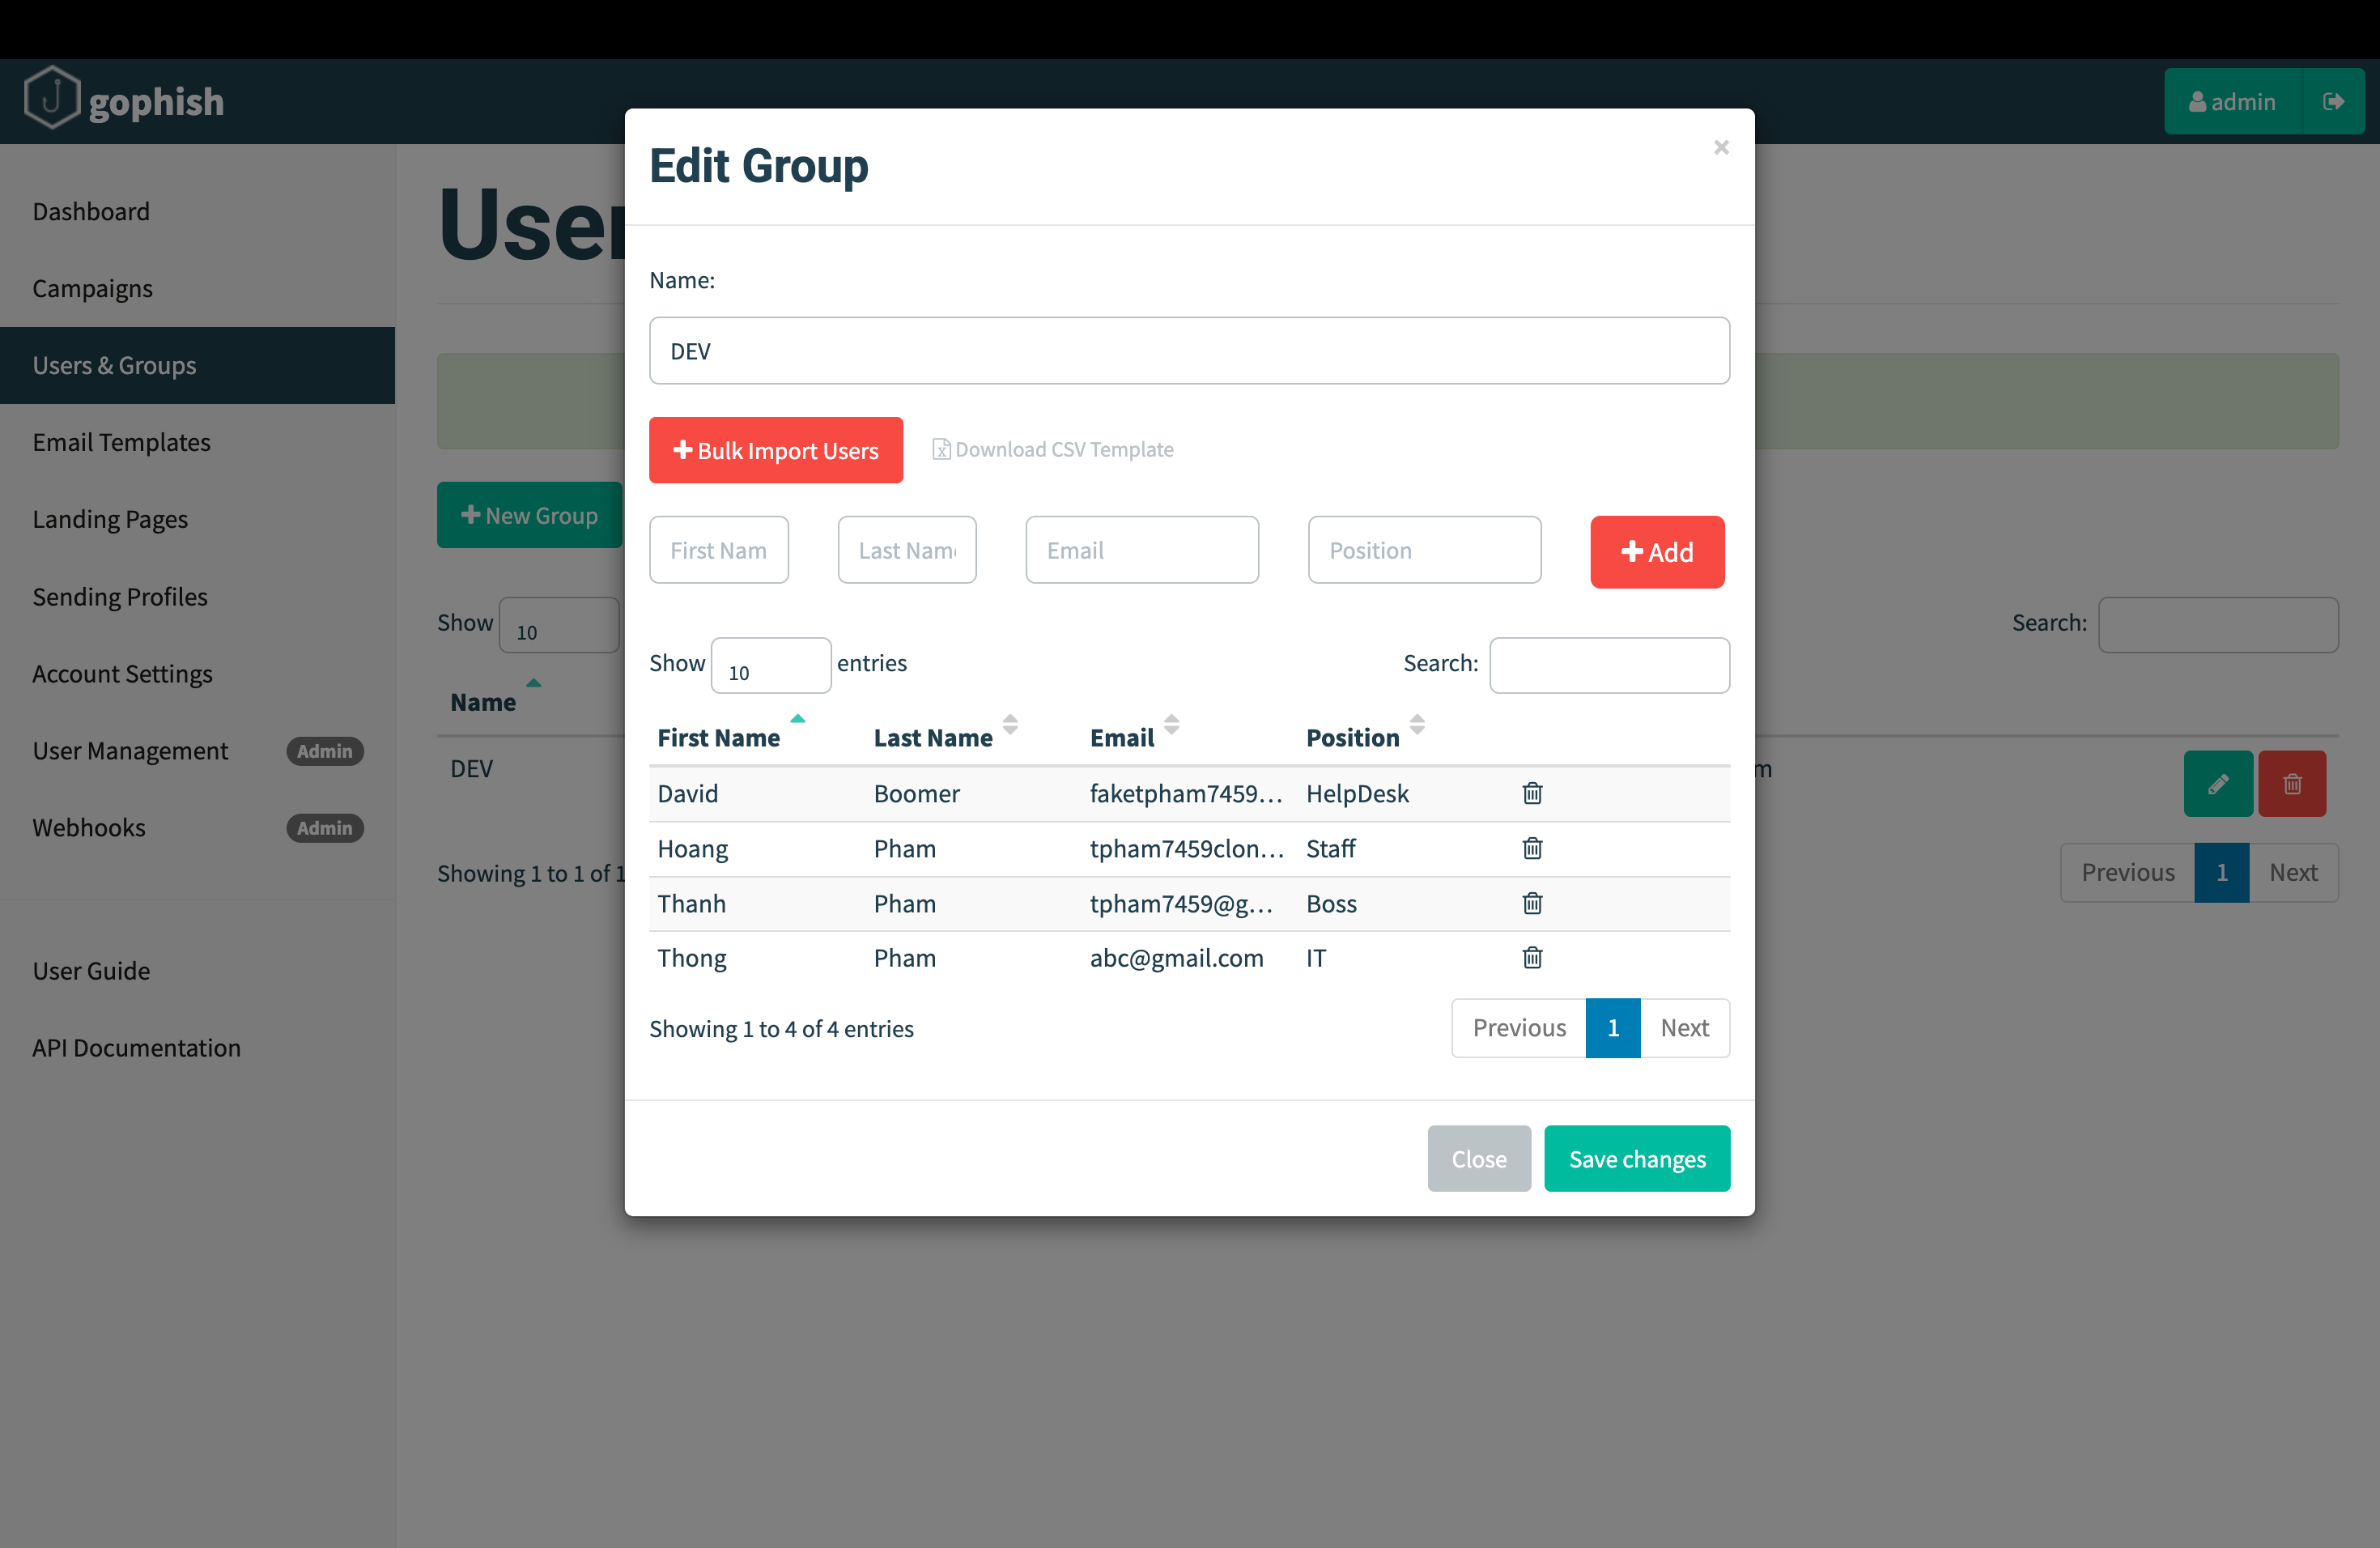 gophish
admin
Dashboard
Campaigns
Users & Groups
Email Templates
Landing Pages
Sending Profiles
Account Settings
User Management Admin
Webhooks Admin
User Guide
API Documentation
New Group
Show 10
Search:
Name
DEV
Showing 1 to 1 of 1
Previous 1 Next
Edit Group
×
Name:
DEV
Bulk Import Users
Download CSV Template
First Nam
Last Nam
Email
Position
Add
Show 10 entries
Search:
First Name Last Name Email Position
David Boomer faketpham7459... HelpDesk
Hoang Pham tpham7459clon... Staff
Thanh Pham tpham7459@g... Boss
Thong Pham abc@gmail.com IT
Showing 1 to 4 of 4 entries
Previous 1 Next
Close
Save changes